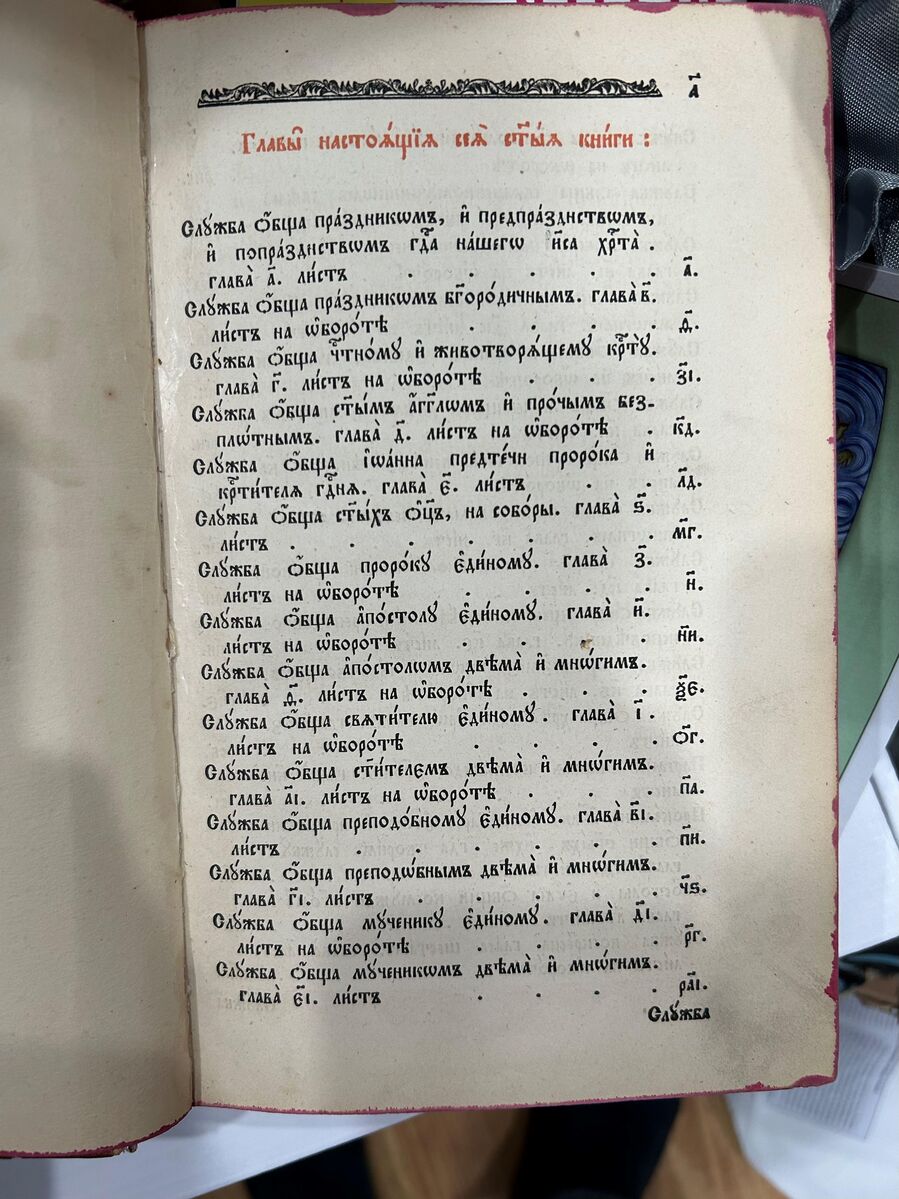 а҃
Главы̑ настоѧ́щїѧ сеѧ̀ ст҃ы́ѧ кни́ги :
Слꙋ́жба ѻ҆́бща пра́здникѡмъ, и҆ предпра́зднствѡмъ,
и҆ попра́зднствѡмъ гдⷭ҇а на́шегѡ і҆и҃са хрⷭ҇та̀ .
глава̀ а҃. ли́стъ . . . . . а҃.
Слꙋ́жба ѻ҆́бща пра́здникѡмъ бг҃оро́дичнымъ. глава̀ в҃.
ли́стъ на ѡ҆боро́тѣ . . . . ѳ҃.
Слꙋ́жба ѻ҆́бща чⷭ҇тно́мꙋ и҆ животворѧ́щемꙋ крⷭ҇тꙋ̀.
глава̀ г҃. ли́стъ на ѡ҆боро́тѣ . . . з҃і.
Слꙋ́жба ѻ҆́бща ст҃ы́мъ а҆́гг҃лѡмъ и҆ про́чымъ без-
пло́тнымъ. глава̀ д҃. ли́стъ на ѡ҆боро́тѣ . к҃д.
Слꙋ́жба ѻ҆́бща і҆ѡа́нна предте́чи проро́ка и҆
крⷭ҇ти́телѧ гдⷭ҇нѧ. глава̀ є҃. ли́стъ . . л҃д.
Слꙋ́жба ѻ҆́бща ст҃ы́хъ ѻ҆ц҃ъ, на собо́ры. глава̀ ѕ҃.
ли́стъ . . . . . . . м҃г.
Слꙋ́жба ѻ҆́бща проро́кꙋ є҆ди́номꙋ. глава̀ з҃.
ли́стъ на ѡ҆боро́тѣ . . . . н҃.
Слꙋ́жба ѻ҆́бща а҆по́столꙋ є҆ди́номꙋ. глава̀ и҃.
ли́стъ на ѡ҆боро́тѣ . . . . н҃и.
Слꙋ́жба ѻ҆́бща а҆по́столѡмъ двѣма̀ и҆ мнѡ́гимъ.
глава̀ ѳ҃. ли́стъ на ѡ҆боро́тѣ . . . ѯ҃є.
Слꙋ́жба ѻ҆́бща свѧти́телю є҆ди́номꙋ . глава̀ і҃ .
ли́стъ на ѡ҆боро́тѣ . . . . ѻ҃г.
Слꙋ́жба ѻ҆́бща ст҃и́телємъ двѣма̀ и҆ мнѡ́гимъ.
глава̀ а҃і. ли́стъ на ѡ҆боро́тѣ . . . п҃а.
Слꙋ́жба ѻ҆́бща преподо́бномꙋ є҆ди́номꙋ. глава̀ в҃і.
ли́стъ . . . . . . п҃и.
Слꙋ́жба ѻ҆́бща преподѡ́бнымъ двѣма̀ и҆ мнѡ́гимъ.
глава̀ г҃і. ли́стъ . . . . . ч҃ѕ.
Слꙋ́жба ѻ҆́бща мꙋ́ченикꙋ є҆ди́номꙋ. глава̀ д҃і.
ли́стъ на ѡ҆боро́тѣ . . . . р҃г.
Слꙋ́жба ѻ҆́бща мꙋ́ченикѡмъ двѣма̀ и҆ мнѡ́гимъ.
глава̀ є҃і. ли́стъ . . . . ра҃і.
Слꙋ́жба